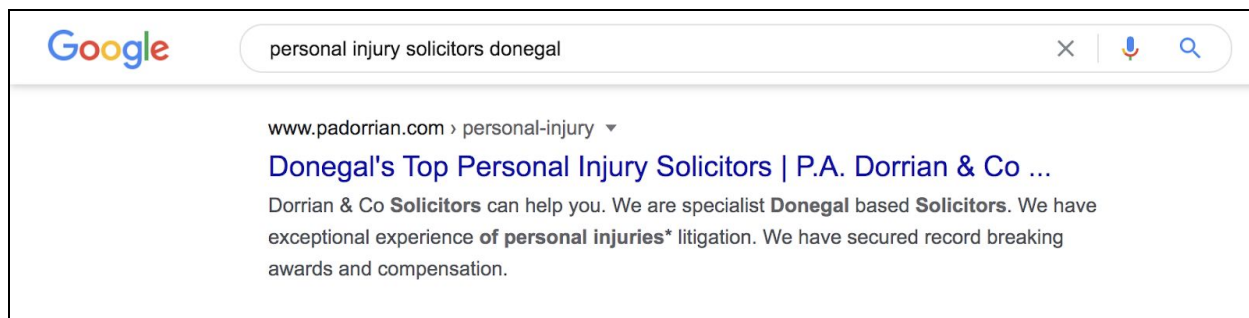 Google
personal injury solicitors donegal
www.padorrian.com › personal-injury
Donegal's Top Personal Injury Solicitors | P.A. Dorrian & Co ...
Dorrian & Co Solicitors can help you. We are specialist Donegal based Solicitors. We have
exceptional experience of personal injuries* litigation. We have secured record breaking
awards and compensation.